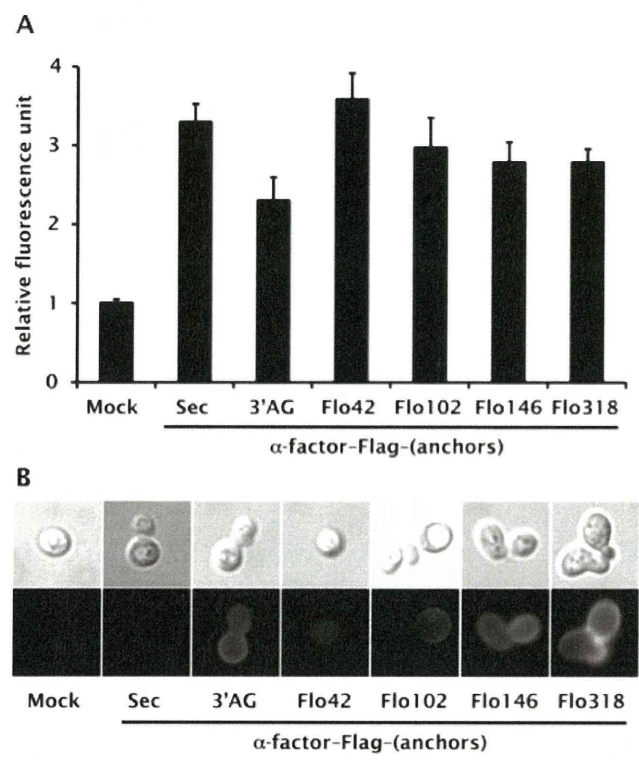 A
Relative fluorescence unit
4
3
2
1
0
Mock Sec 3'AG Flo42 Flo102 Flo146 Flo318
α-factor-Flag-(anchors)
B
Mock Sec 3'AG Flo42 Flo102 Flo146 Flo318
α-factor-Flag-(anchors)